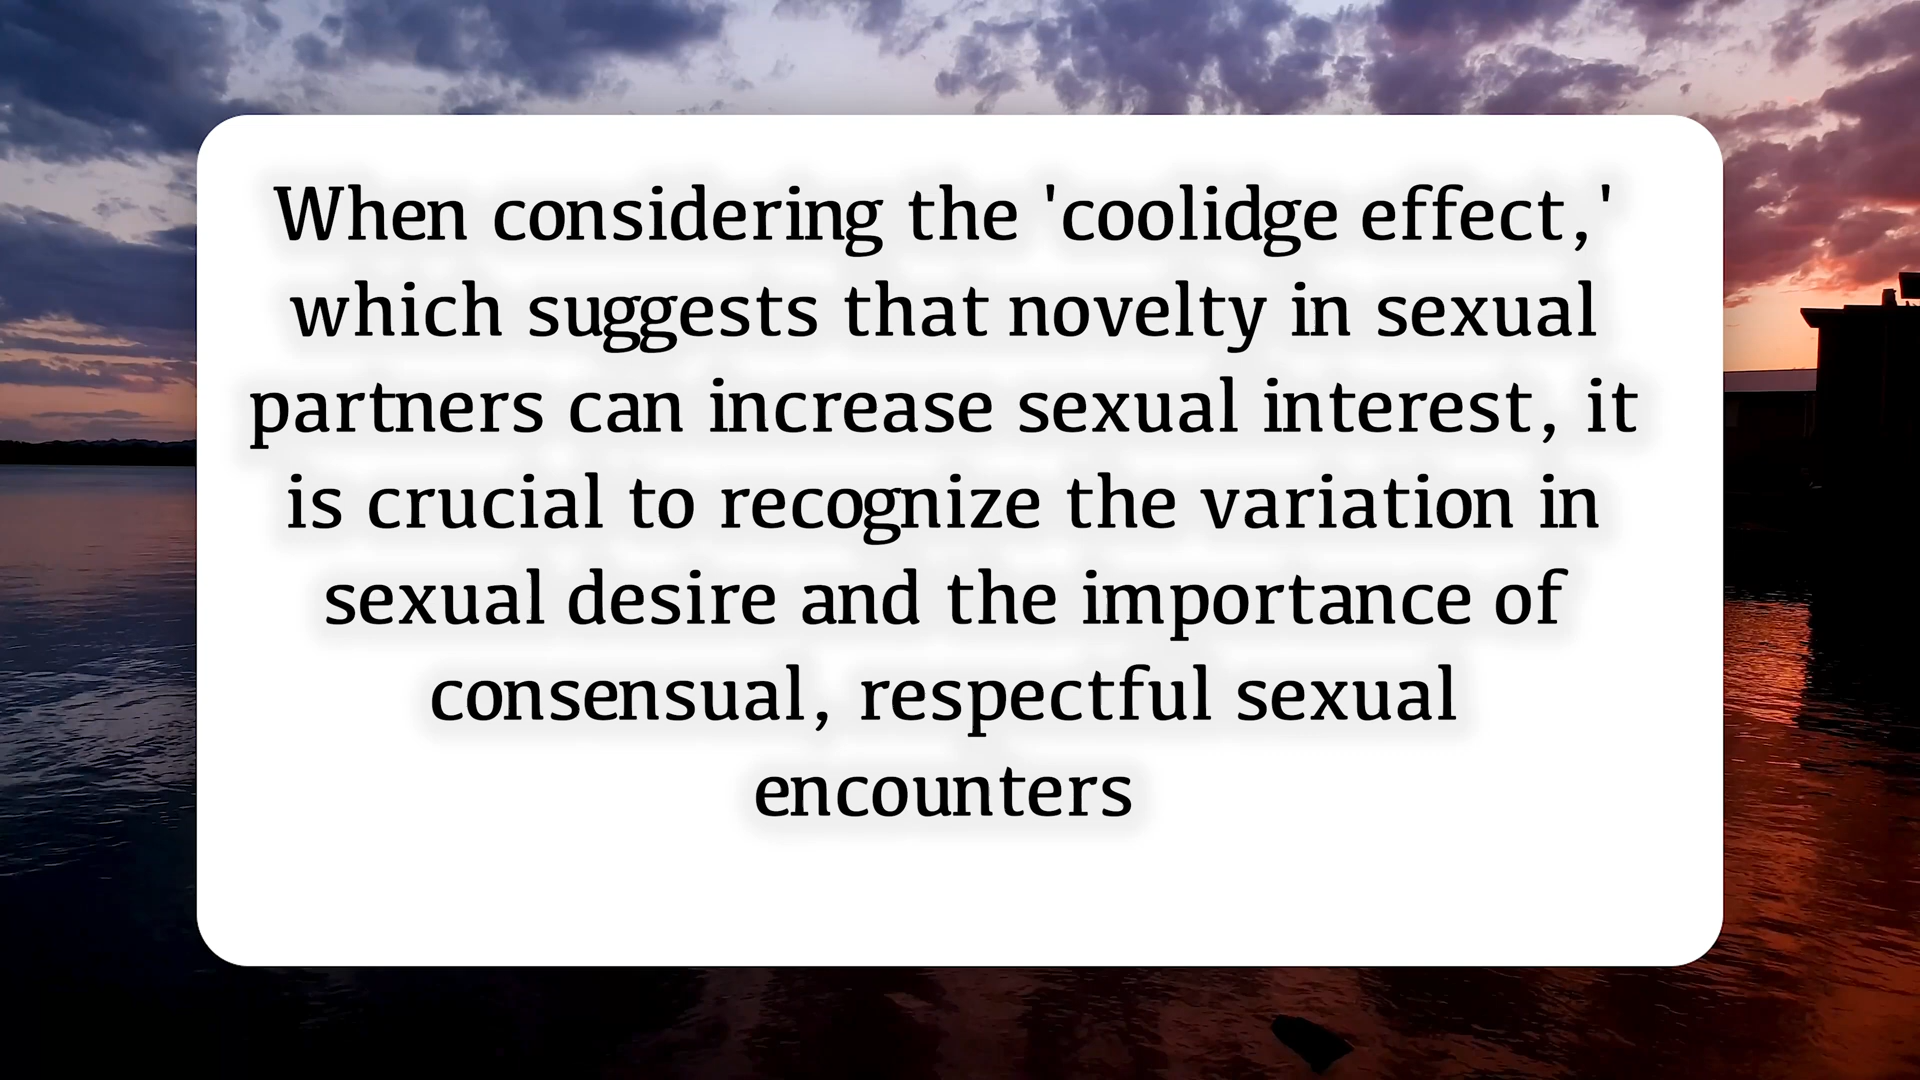 When considering the 'coolidge effect,'
which suggests that novelty in sexual
partners can increase sexual interest, it
is crucial to recognize the variation in
sexual desire and the importance of
consensual, respectful sexual
encounters